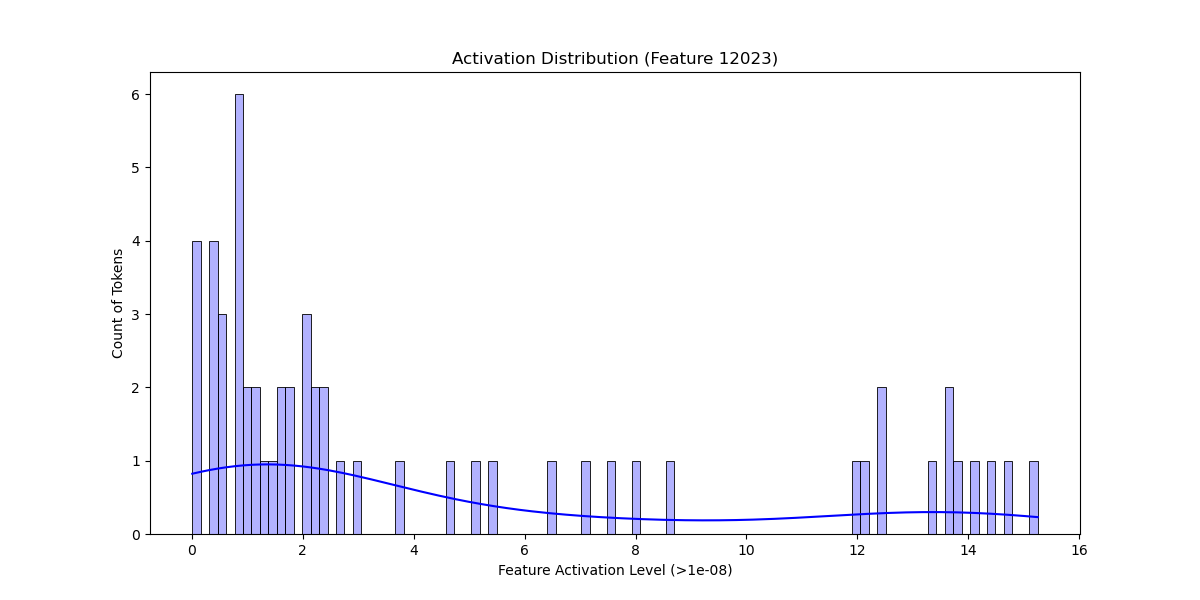 Activation Distribution (Feature 12023)
6
5
4
3
2
1
0
Count of Tokens
0 2 4 6 8 10 12 14 16
Feature Activation Level (>1e-08)